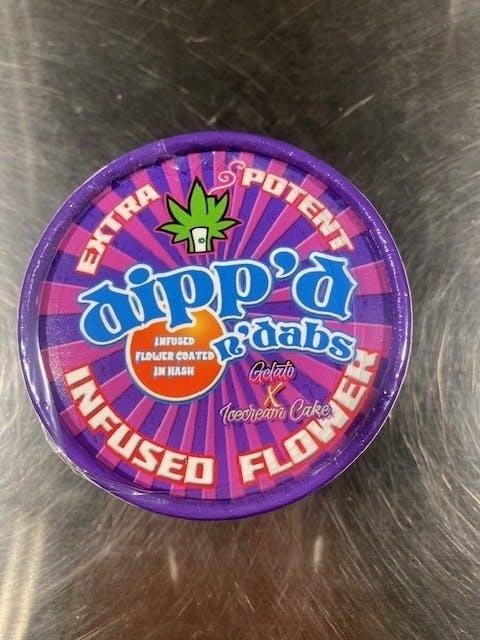 EXTRA POTENT
dipp'd
n'dabs
INFUSED
FLOWER COATED
IN HASH
Gelato
X
Icecream Cake
INFUSED FLOWER